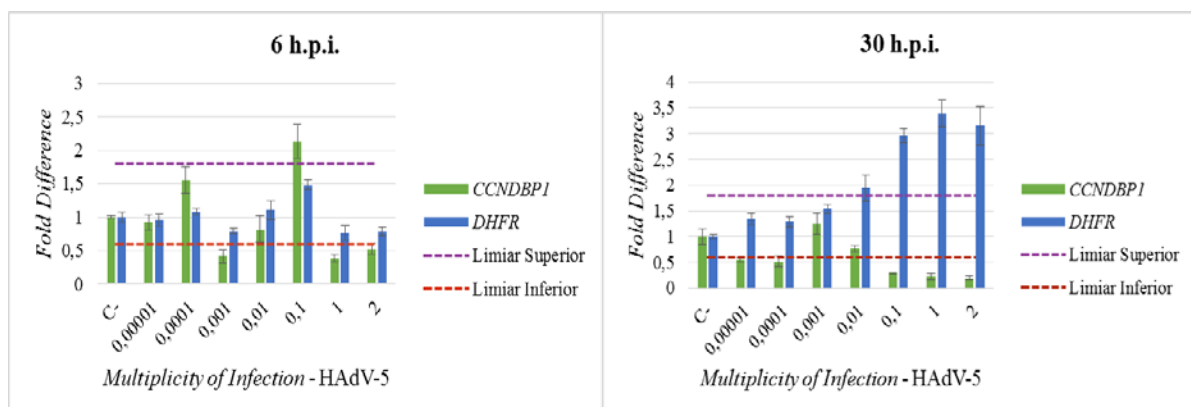 6 h.p.i.
Fold Difference
3
2,5
2
1,5
1
0,5
0
C-
0,00001
0,0001
0,001
0,01
0,1
1
2
Multiplicity of Infection - HAdV-5
CCNDBP1
DHFR
Limiar Superior
Limiar Inferior
30 h.p.i.
Fold Difference
4
3,5
3
2,5
2
1,5
1
0,5
0
C-
0,00001
0,0001
0,001
0,01
0,1
1
2
Multiplicity of Infection - HAdV-5
CCNDBP1
DHFR
Limiar Superior
Limiar Inferior